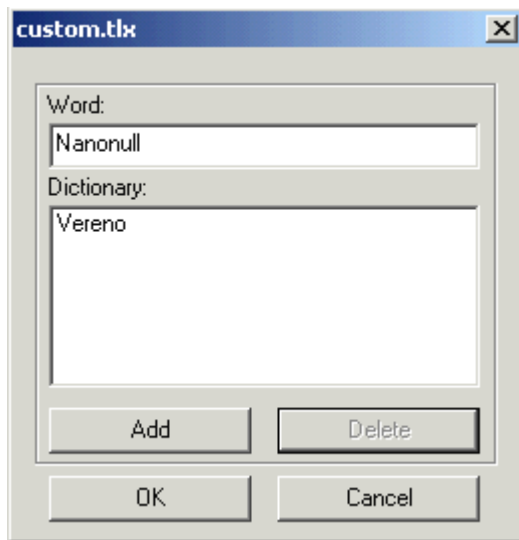 custom.tlx
Word:
Nanonull
Dictionary:
Vereno
Add
Delete
OK
Cancel